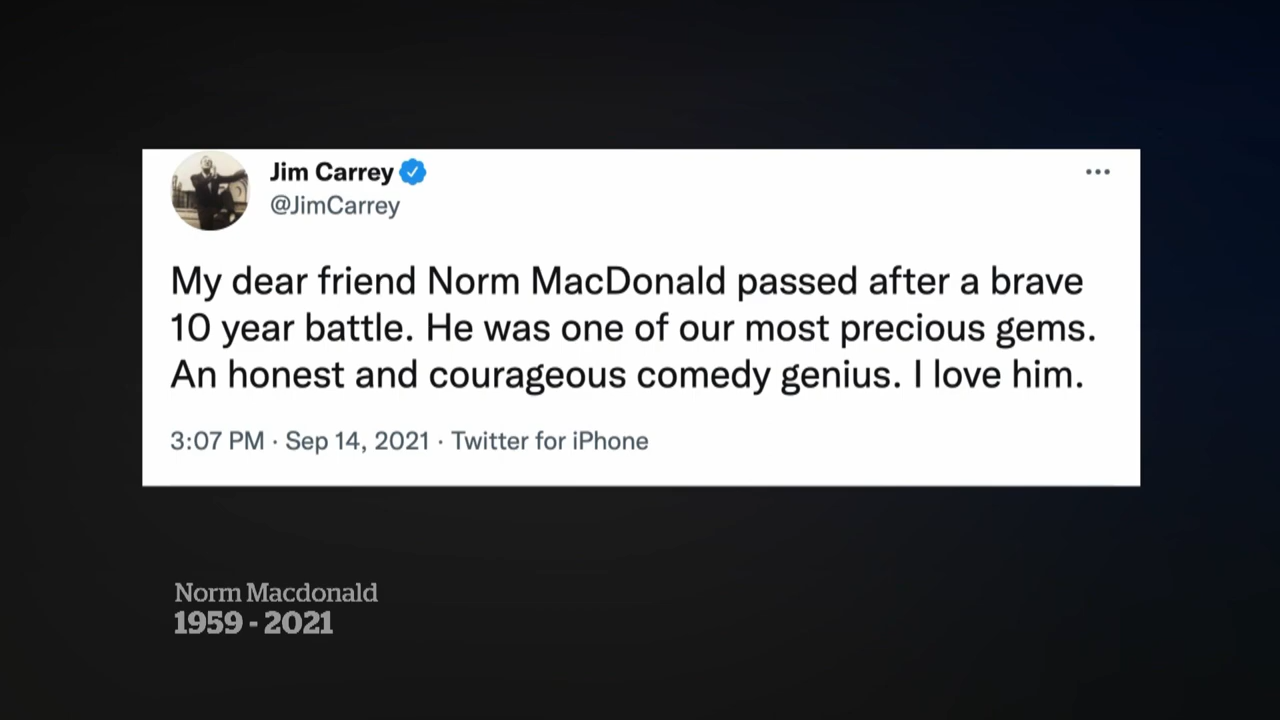 Jim Carrey
@JimCarrey
My dear friend Norm MacDonald passed after a brave
10 year battle. He was one of our most precious gems.
An honest and courageous comedy genius. I love him.
3:07 PM · Sep 14, 2021 · Twitter for iPhone
Norm Macdonald
1959 - 2021